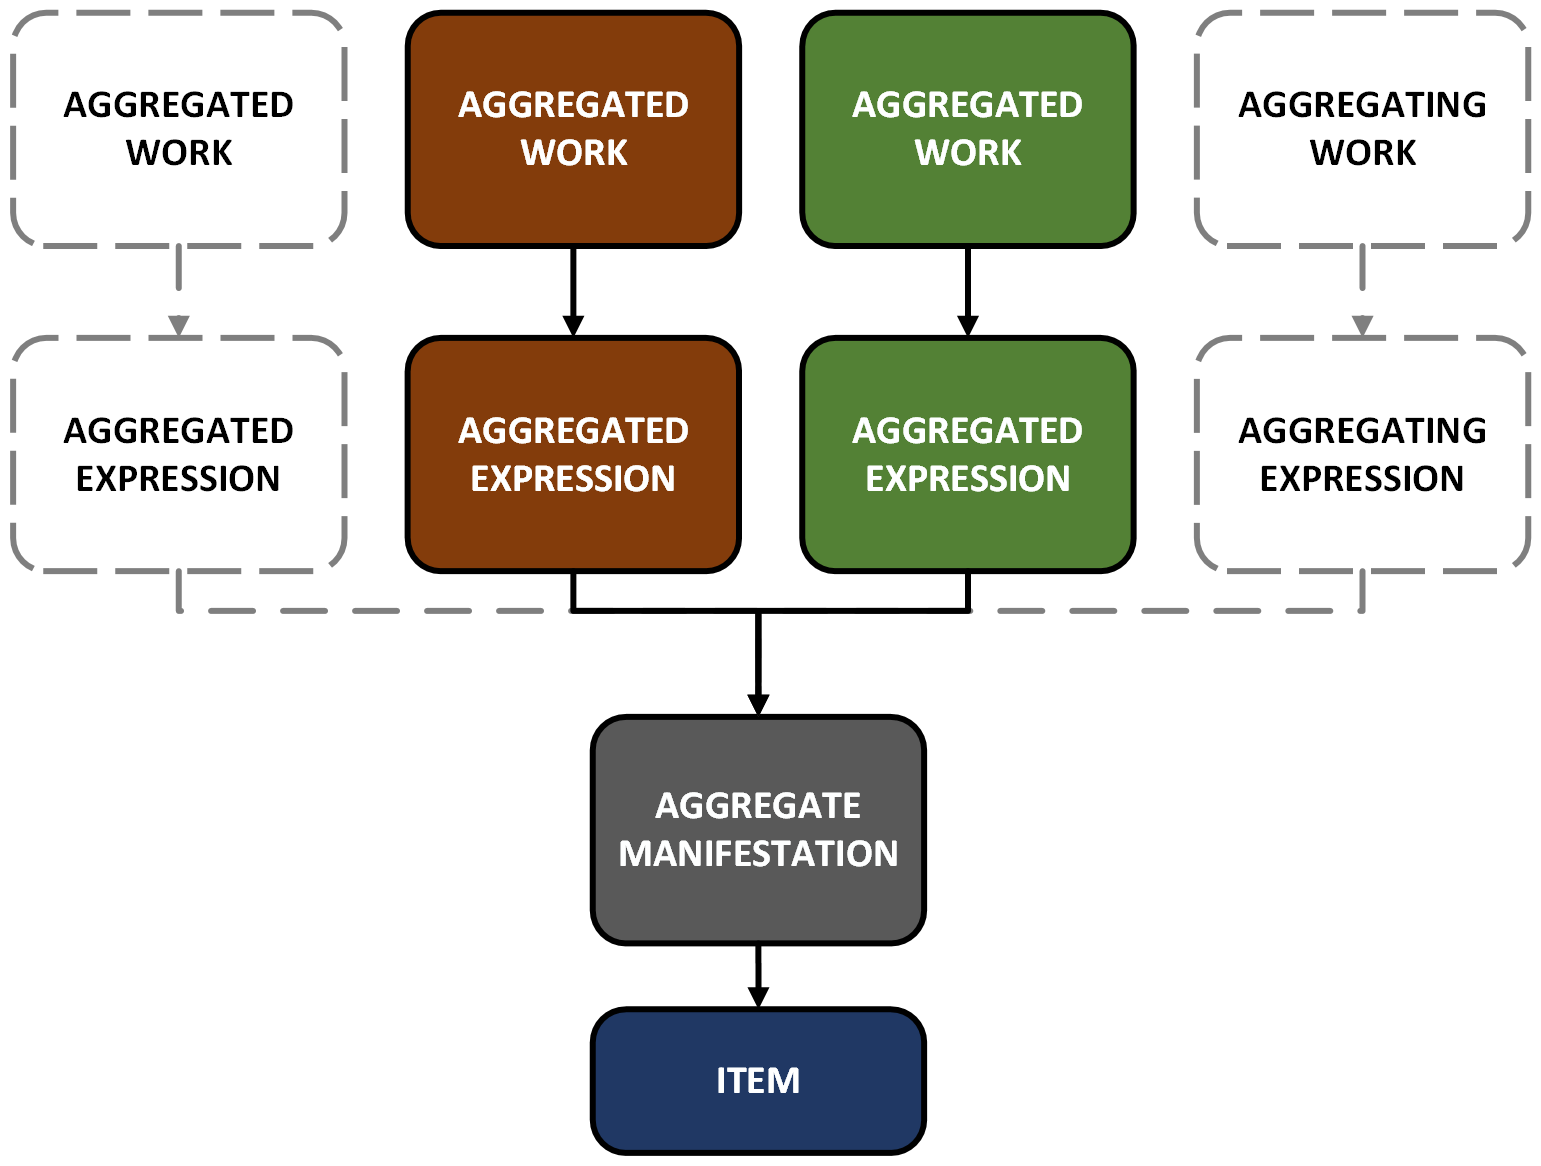 AGGREGATED
WORK
AGGREGATED
WORK
AGGREGATED
WORK
AGGREGATING
WORK
AGGREGATED
EXPRESSION
AGGREGATED
EXPRESSION
AGGREGATED
EXPRESSION
AGGREGATING
EXPRESSION
AGGREGATE
MANIFESTATION
ITEM